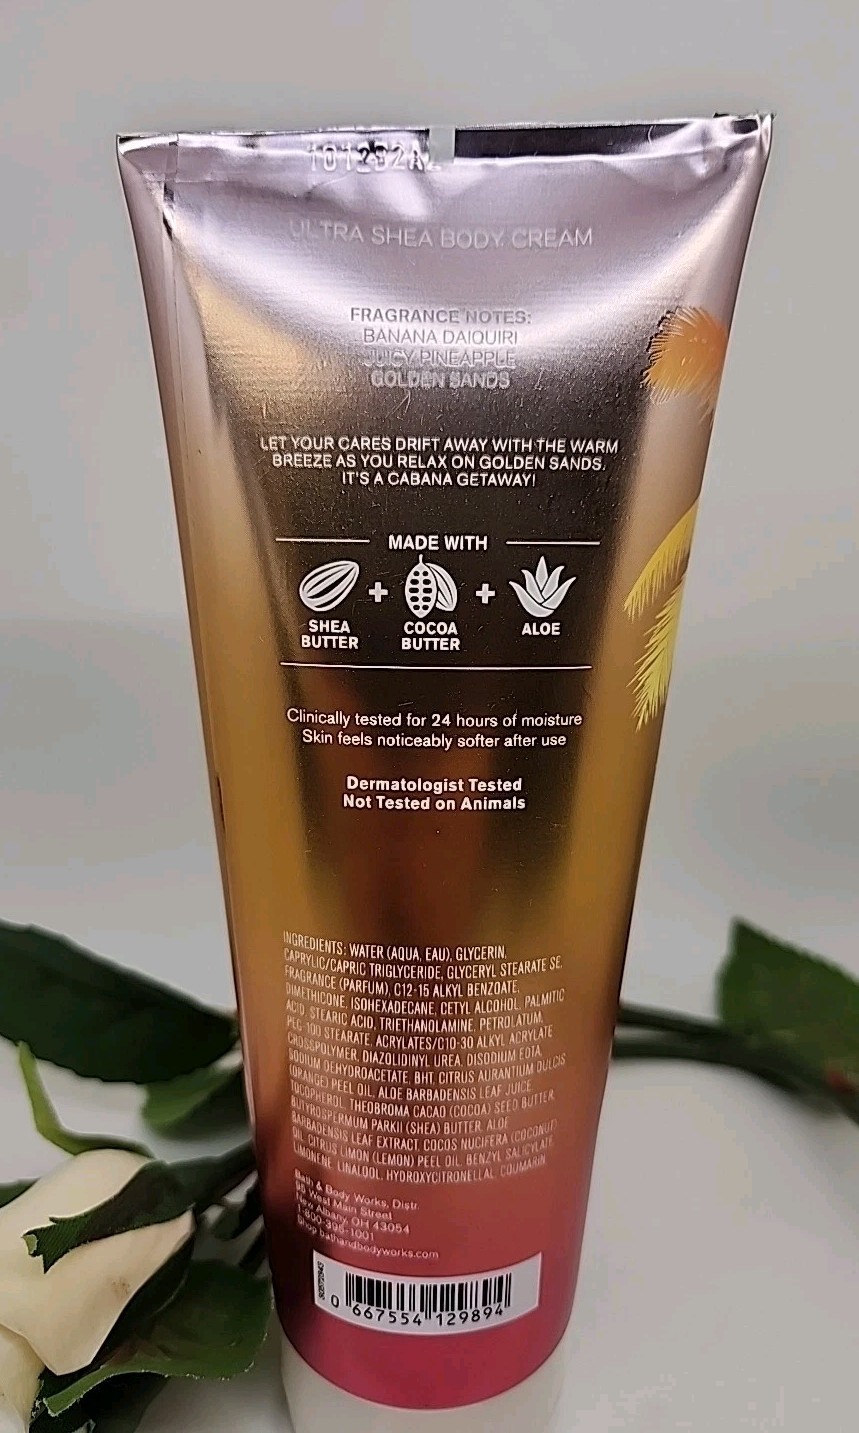 ULTRA SHEA BODY CREAM
FRAGRANCE NOTES:
BANANA DAIQUIRI
JUICY PINEAPPLE
GOLDEN SANDS
LET YOUR CARES DRIFT AWAY WITH THE WARM
BREEZE AS YOU RELAX ON GOLDEN SANDS.
IT'S A CABANA GETAWAY!
MADE WITH
SHEA BUTTER + COCOA BUTTER + ALOE
Clinically tested for 24 hours of moisture
Skin feels noticeably softer after use
Dermatologist Tested
Not Tested on Animals
INGREDIENTS: WATER (AQUA, EAU), GLYCERIN,
CAPRYLIC/CAPRIC TRIGLYCERIDE, GLYCERYL STEARATE SE,
FRAGRANCE (PARFUM), C12-15 ALKYL BENZOATE,
DIMETHICONE, ISOHEXADECANE, CETYL ALCOHOL, PALMITIC
ACID, STEARIC ACID, TRIETHANOLAMINE, PETROLATUM,
PEG-100 STEARATE, ACRYLATES/C10-30 ALKYL ACRYLATE
CROSSPOLYMER, DIAZOLIDINYL UREA, DISODIUM EDTA,
SODIUM DEHYDROACETATE, BHT, CITRUS AURANTIUM DULCIS
(ORANGE) PEEL OIL, ALOE BARBADENSIS LEAF JUICE,
TOCOPHEROL, THEOBROMA CACAO (COCOA) SEED BUTTER,
BUTYROSPERMUM PARKII (SHEA) BUTTER, ALOE
BARBADENSIS LEAF EXTRACT, COCOS NUCIFERA (COCONUT)
OIL, CITRUS LIMON (LEMON) PEEL OIL, BENZYL SALICYLATE,
LIMONENE, LINALOOL, HYDROXYCITRONELLAL, COUMARIN
Bath & Body Works, Distr.
95 West Main Street
New Albany, OH 43054
1-800-395-1001
Shop bathandbodyworks.com
0 667554 129894